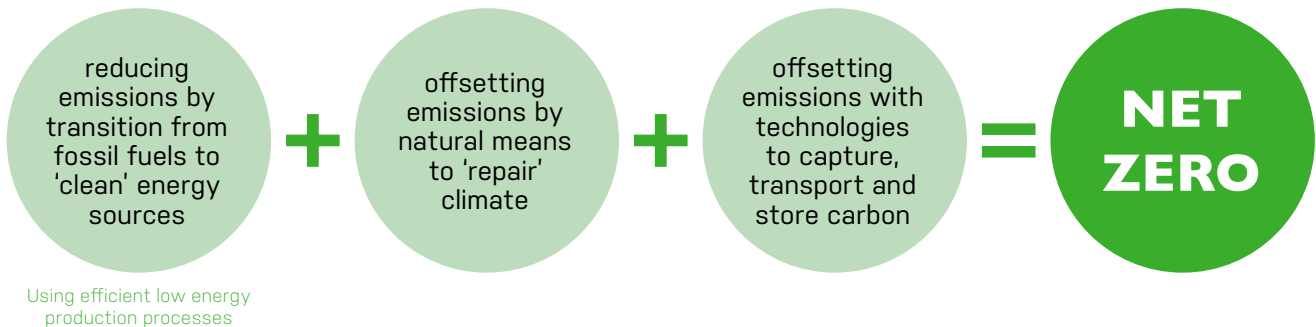 reducing
emissions by
transition from
fossil fuels to
‘clean’ energy
sources
+
offsetting
emissions by
natural means
to ‘repair’
climate
+
offsetting
emissions with
technologies
to capture,
transport and
store carbon
=
NET
ZERO
Using efficient low energy
production processes